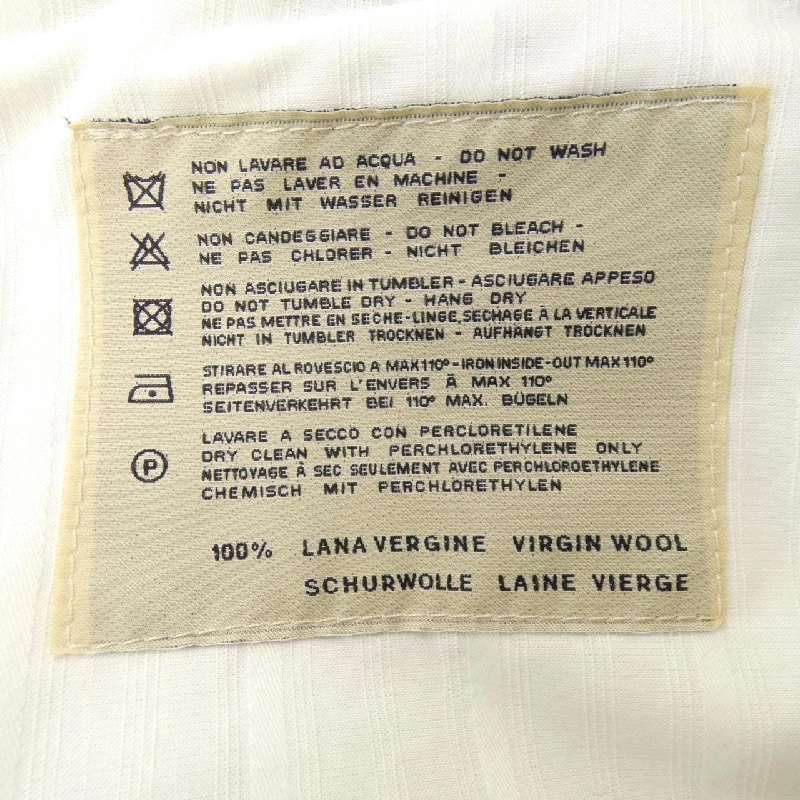 NON LAVARE AD ACQUA - DO NOT WASH
NE PAS LAVER EN MACHINE -
NICHT MIT WASSER REINIGEN
NON CANDEGGIARE - DO NOT BLEACH -
NE PAS CHLORER - NICHT BLEICHEN
NON ASCIUGARE IN TUMBLER - ASCIUGARE APPESO
DO NOT TUMBLE DRY - HANG DRY
NE PAS METTRE EN SECHE-LINGE, SECHAGE À LA VERTICALE
NICHT IN TUMBLER TROCKNEN - AUFHÄNGT TROCKNEN
STIRARE AL ROVESCIO A MAX 110° - IRON INSIDE-OUT MAX 110°
REPASSER SUR L'ENVERS À MAX 110°
SEITENVERKEHRT BEI 110° MAX. BÜGELN
P
LAVARE A SECCO CON PERCLORETILENE
DRY CLEAN WITH PERCHLORETHYLENE ONLY
NETTOYAGE À SEC SEULEMENT AVEC PERCHLOROETHYLENE
CHEMISCH MIT PERCHLORETHYLEN
100% LANA VERGINE VIRGIN WOOL
SCHURWOLLE LAINE VIERGE